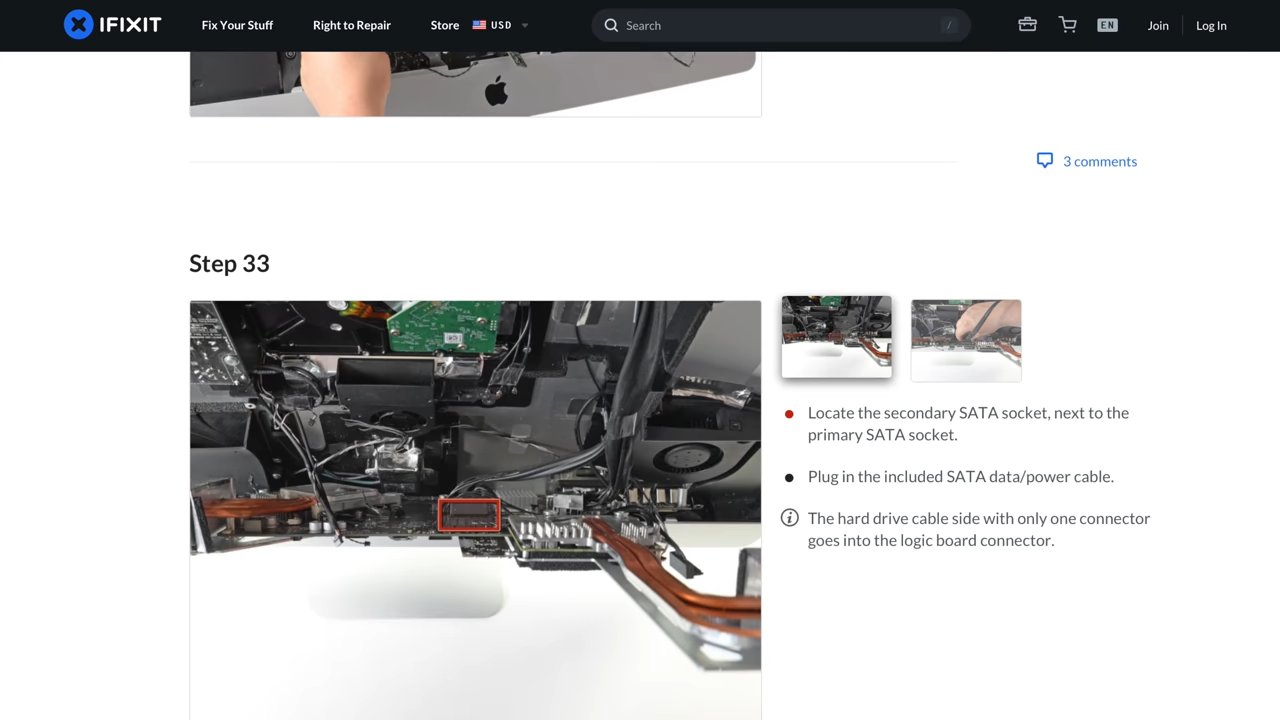 IFIXIT
Fix Your Stuff
Right to Repair
Store
USD
Search
/
EN
Join
Log In
3 comments
Step 33
Locate the secondary SATA socket, next to the
primary SATA socket.
Plug in the included SATA data/power cable.
The hard drive cable side with only one connector
goes into the logic board connector.